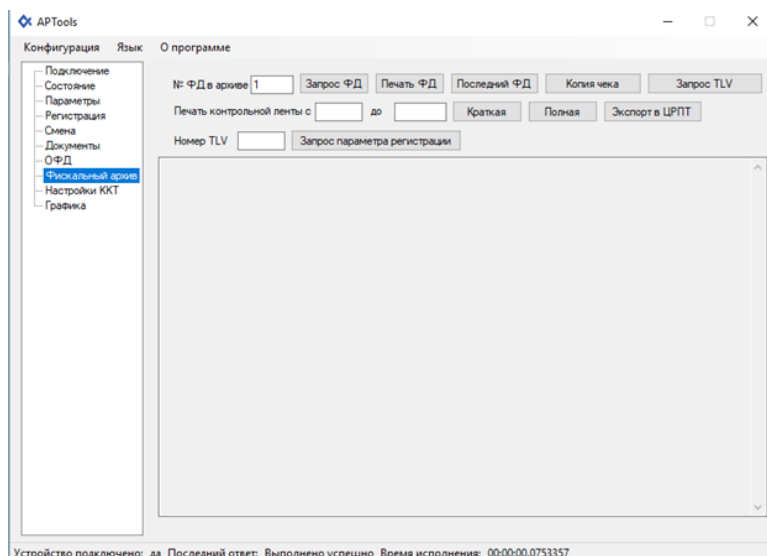 APTools
Конфигурация Язык О программе
Подключение
Состояние
Параметры
Регистрация
Смена
Документы
ОФД
Фискальный архив
Настройки ККТ
Графика
№ ФД в архиве 1 Запрос ФД Печать ФД Последний ФД Копия чека Запрос TLV
Печать контрольной ленты с до Краткая Полная Экспорт в ЦРПТ
Номер TLV Запрос параметра регистрации
Устройство подключено: да Последний ответ: Выполнено успешно Время исполнения: 00:00:00.0753357